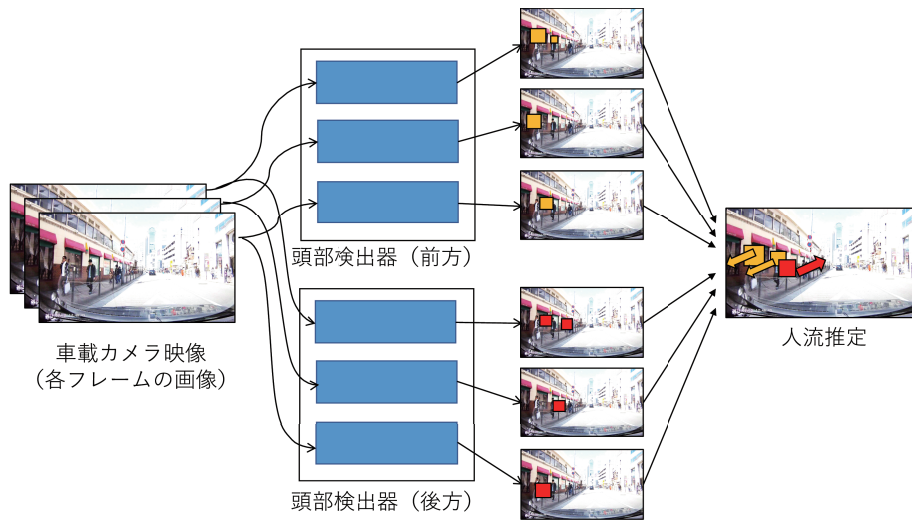 頭部検出器（前方）
車載カメラ映像
（各フレームの画像）
人流推定
頭部検出器（後方）